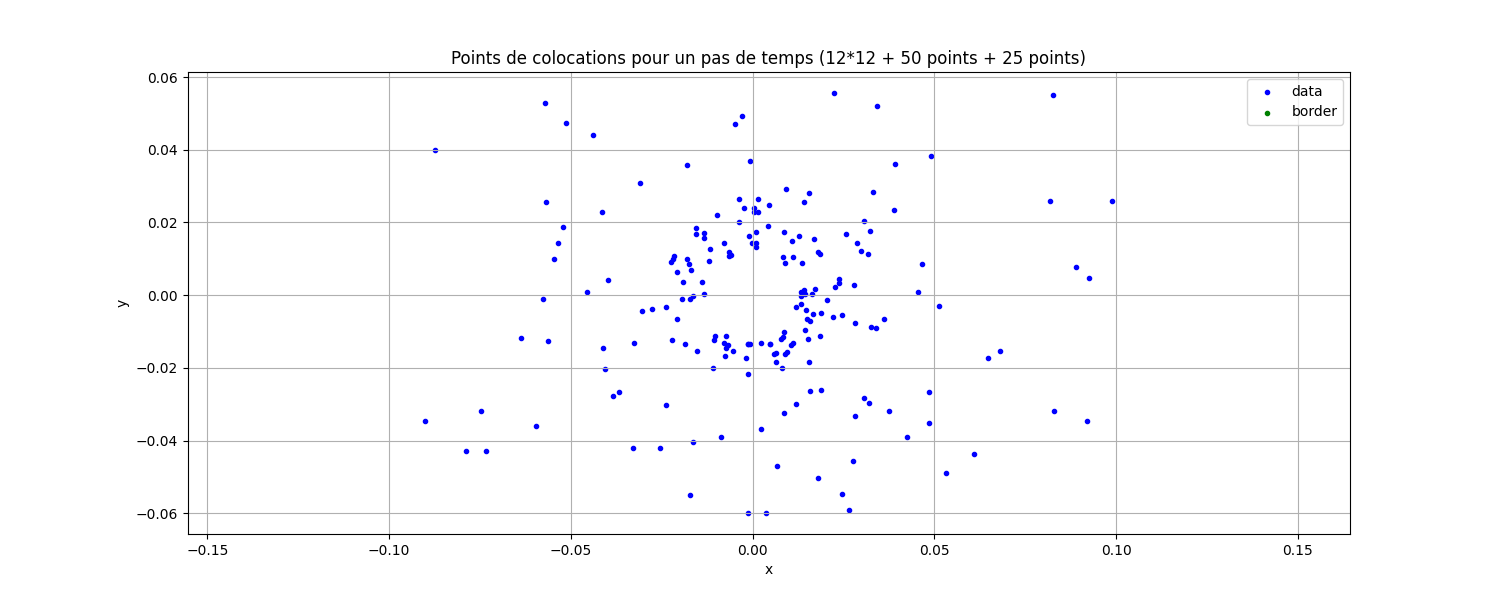 Points de colocations pour un pas de temps (12*12 + 50 points + 25 points)
data
border
0.06
0.04
0.02
0.00
−0.02
−0.04
−0.06
y
−0.15
−0.10
−0.05
0.00
0.05
0.10
0.15
x